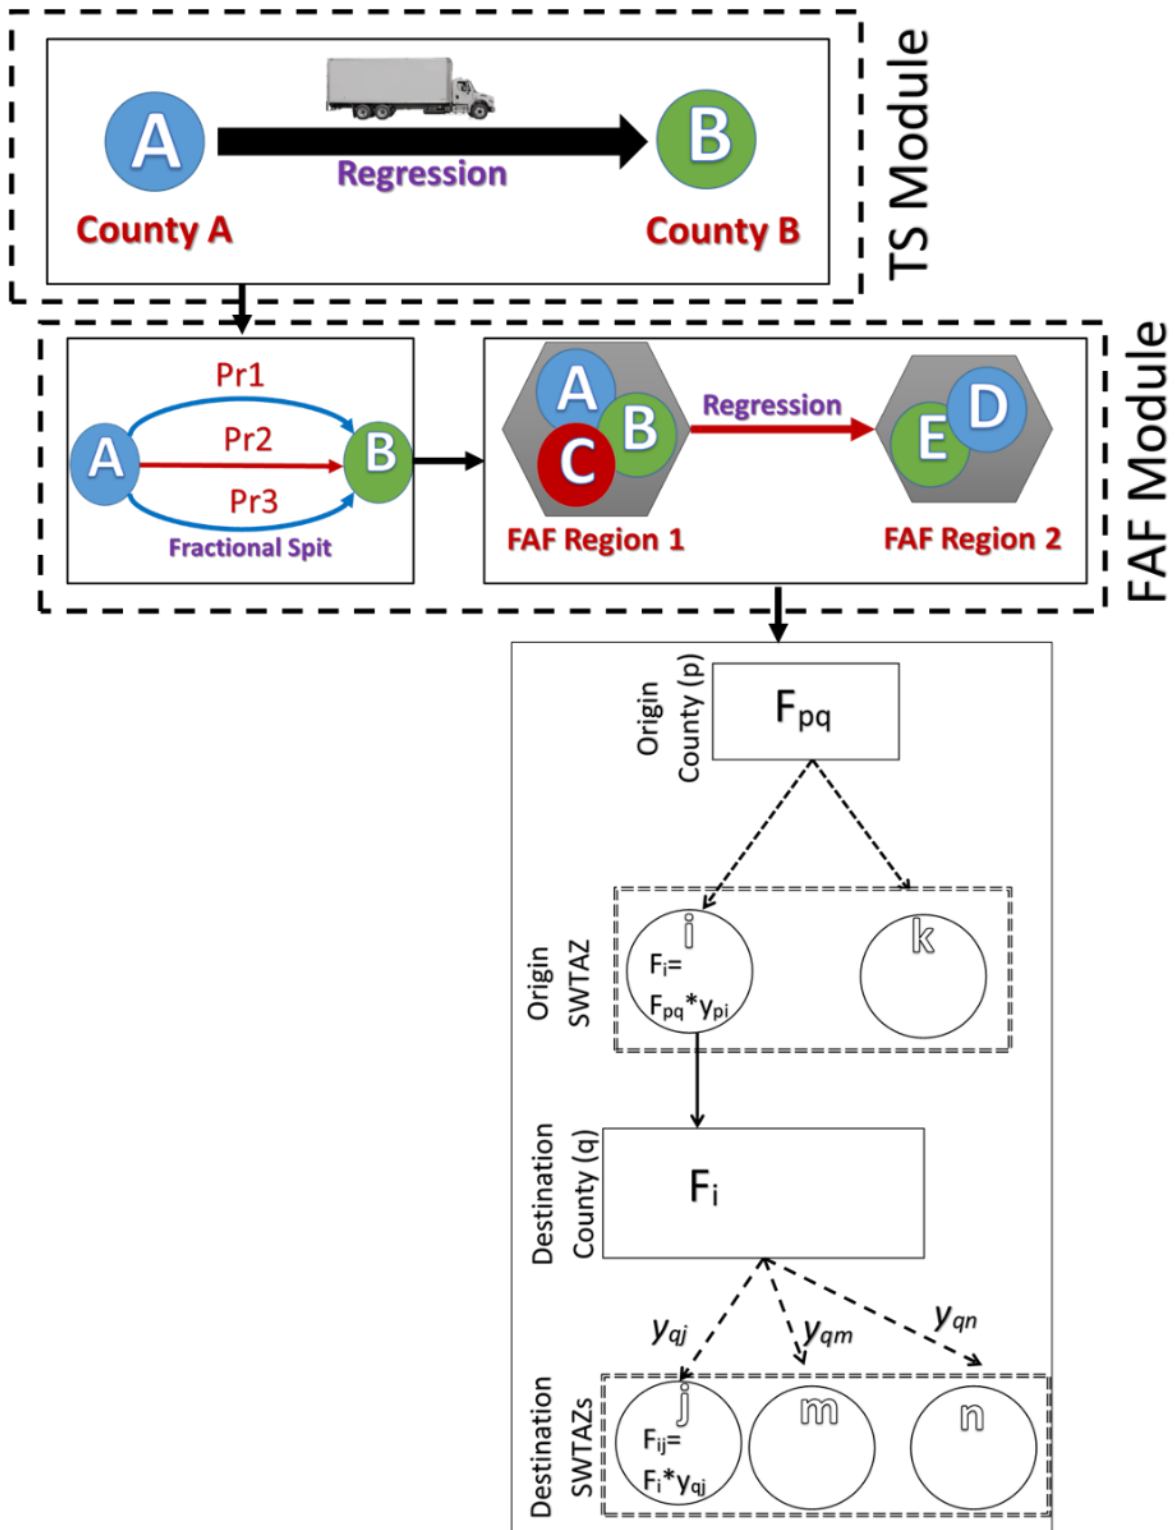 A
B
Regression
County A
County B
TS Module
Pr1
A
Pr2
B
Pr3
Fractional Spit
A
B
C
Regression
D
E
FAF Region 1
FAF Region 2
FAF Module
Origin
County (p)
Fpq
Origin
SWTAZ
i
Fi=
Fpq*ypi
k
Destination
County (q)
Fi
yqj
yqm
yqn
Destination
SWTAZs
j
Fij=
Fi*yqj
m
n